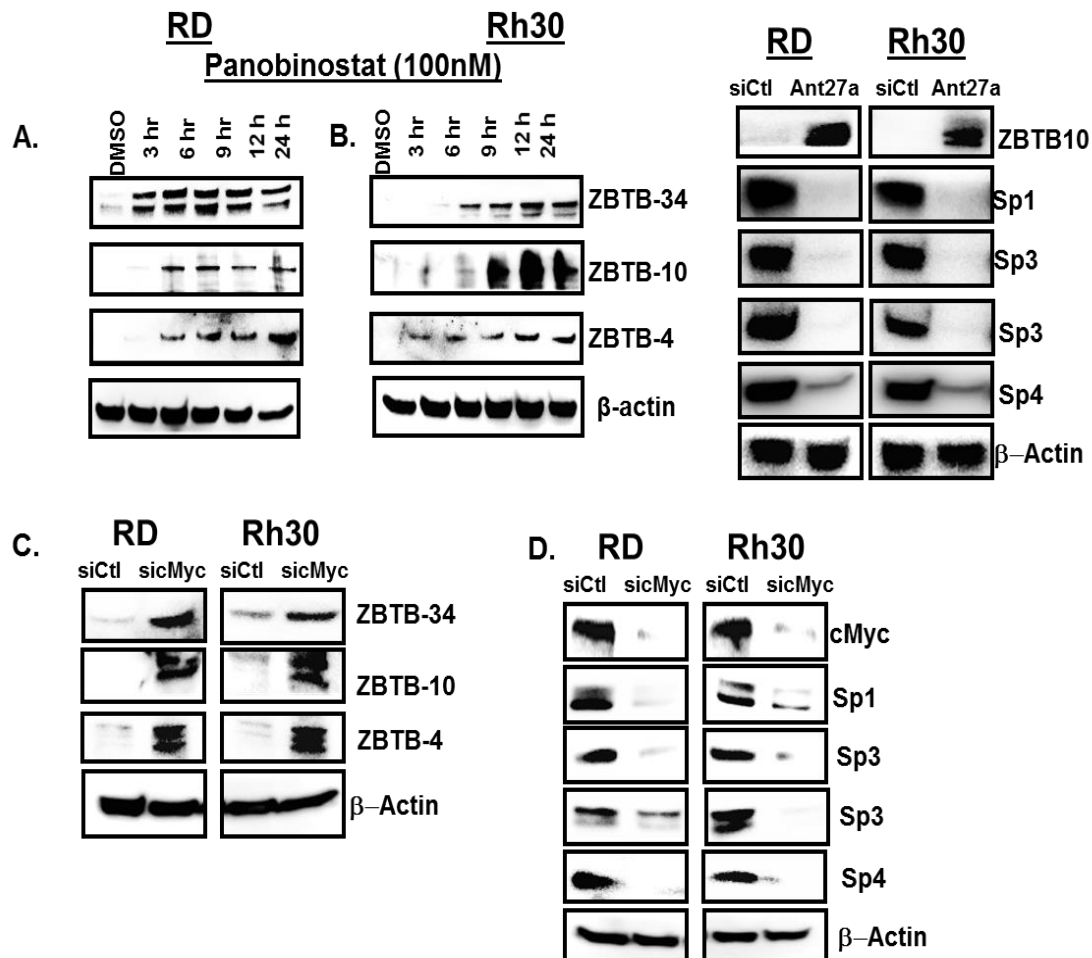 RD Rh30
Panobinostat (100nM)
A. DMSO 3 hr 6 hr 9 hr 12 h 24 h
B. DMSO 3 hr 6 hr 9 hr 12 h 24 h
ZBTB-34
ZBTB-10
ZBTB-4
β-actin
RD Rh30
siCtl Ant27a siCtl Ant27a
ZBTB10
Sp1
Sp3
Sp3
Sp4
β–Actin
C. RD Rh30
siCtl sicMyc siCtl sicMyc
ZBTB-34
ZBTB-10
ZBTB-4
β–Actin
D. RD Rh30
siCtl sicMyc siCtl sicMyc
cMyc
Sp1
Sp3
Sp3
Sp4
β–Actin